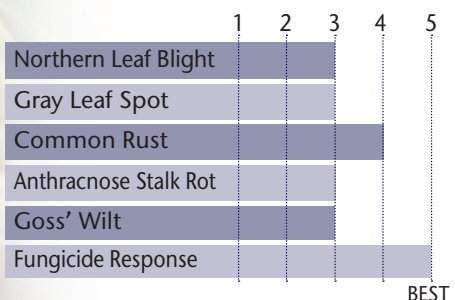 1 2 3 4 5
Northern Leaf Blight
Gray Leaf Spot
Common Rust
Anthracnose Stalk Rot
Goss' Wilt
Fungicide Response
BEST